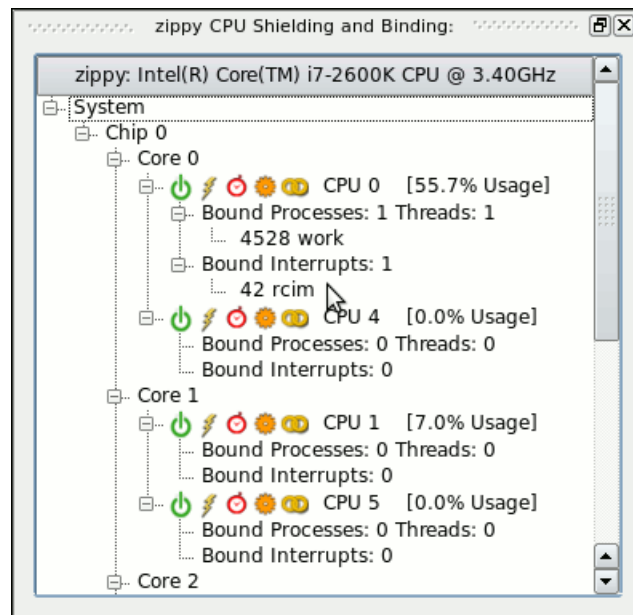 zippy CPU Shielding and Binding:
zippy: Intel(R) Core(TM) i7-2600K CPU @ 3.40GHz
System
Chip 0
Core 0
CPU 0 [55.7% Usage]
Bound Processes: 1 Threads: 1
4528 work
Bound Interrupts: 1
42 rcim
CPU 4 [0.0% Usage]
Bound Processes: 0 Threads: 0
Bound Interrupts: 0
Core 1
CPU 1 [7.0% Usage]
Bound Processes: 0 Threads: 0
Bound Interrupts: 0
CPU 5 [0.0% Usage]
Bound Processes: 0 Threads: 0
Bound Interrupts: 0
Core 2